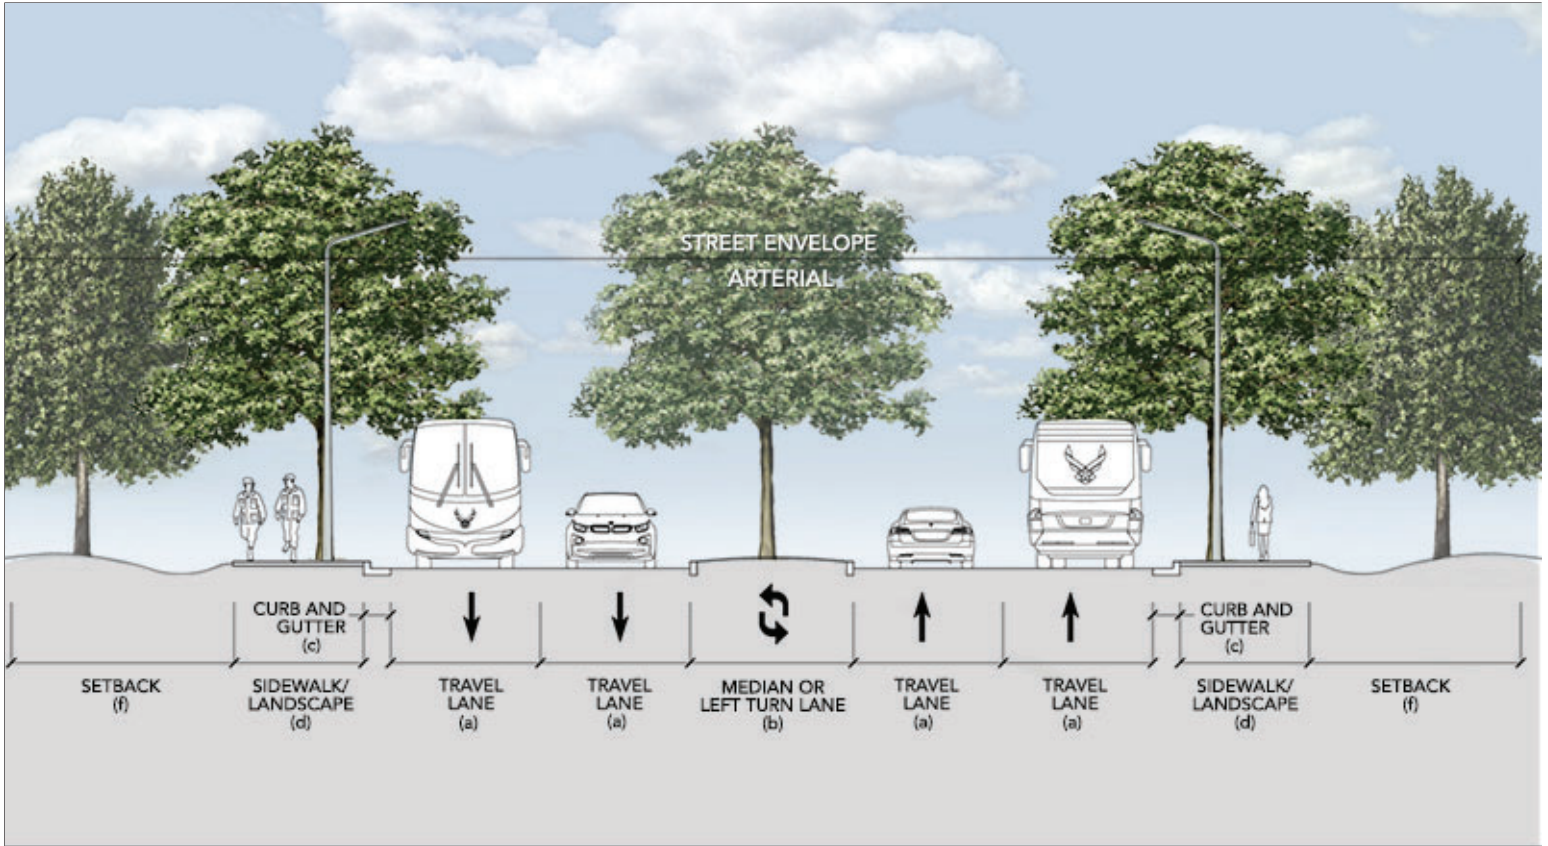 STREET ENVELOPE
ARTERIAL
CURB AND
GUTTER
(c)
CURB AND
GUTTER
(c)
SETBACK
(f)
SIDEWALK/
LANDSCAPE
(d)
TRAVEL
LANE
(a)
TRAVEL
LANE
(a)
MEDIAN OR
LEFT TURN LANE
(b)
TRAVEL
LANE
(a)
TRAVEL
LANE
(a)
SIDEWALK/
LANDSCAPE
(d)
SETBACK
(f)